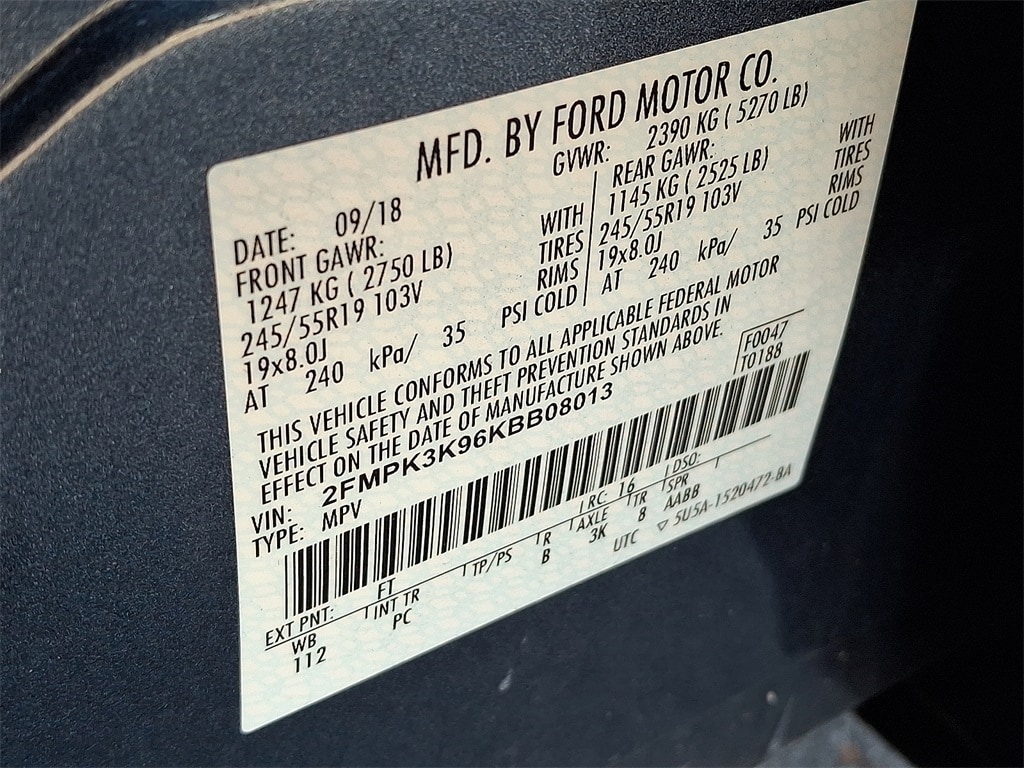 MFD. BY FORD MOTOR CO.
DATE: 09/18 GVWR: 2390 KG ( 5270 LB)
FRONT GAWR: REAR GAWR:
1247 KG ( 2750 LB) WITH 1145 KG ( 2525 LB) WITH
245/55R19 103V TIRES 245/55R19 103V TIRES
19x8.0J RIMS 19x8.0J RIMS
AT 240 kPa/ 35 PSI COLD AT 240 kPa/ 35 PSI COLD
THIS VEHICLE CONFORMS TO ALL APPLICABLE FEDERAL MOTOR
VEHICLE SAFETY AND THEFT PREVENTION STANDARDS IN
EFFECT ON THE DATE OF MANUFACTURE SHOWN ABOVE.
VIN: 2FMPK3K96KBB08013 F0047
TYPE: MPV T0188
EXT PNT: FT RC: 16 DSO:
WB INT TR TP/PS R AXLE TR SPR
112 PC B 3K 8 AABB
UTC ▽ 5U5A-1520472-BA